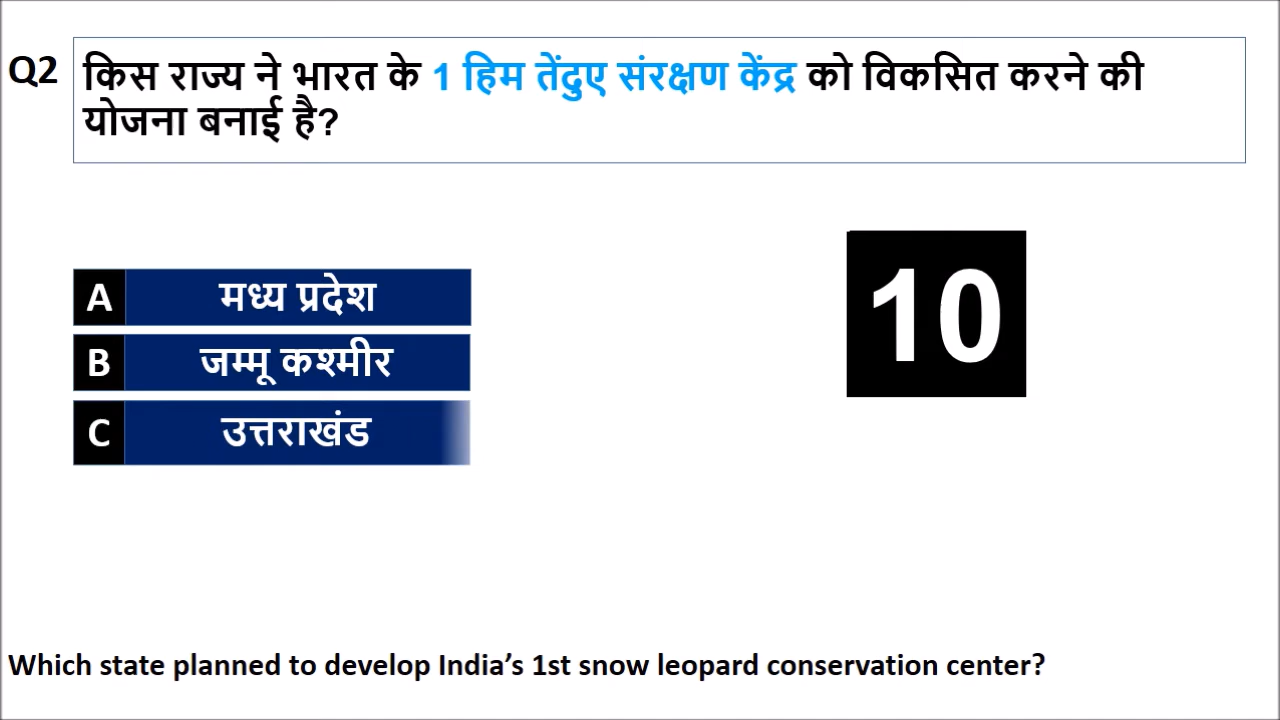 Q2
किस राज्य ने भारत के 1 हिम तेंदुए संरक्षण केंद्र को विकसित करने की
योजना बनाई है?
10
A मध्य प्रदेश
B जम्मू कश्मीर
C उत्तराखंड
Which state planned to develop India’s 1st snow leopard conservation center?